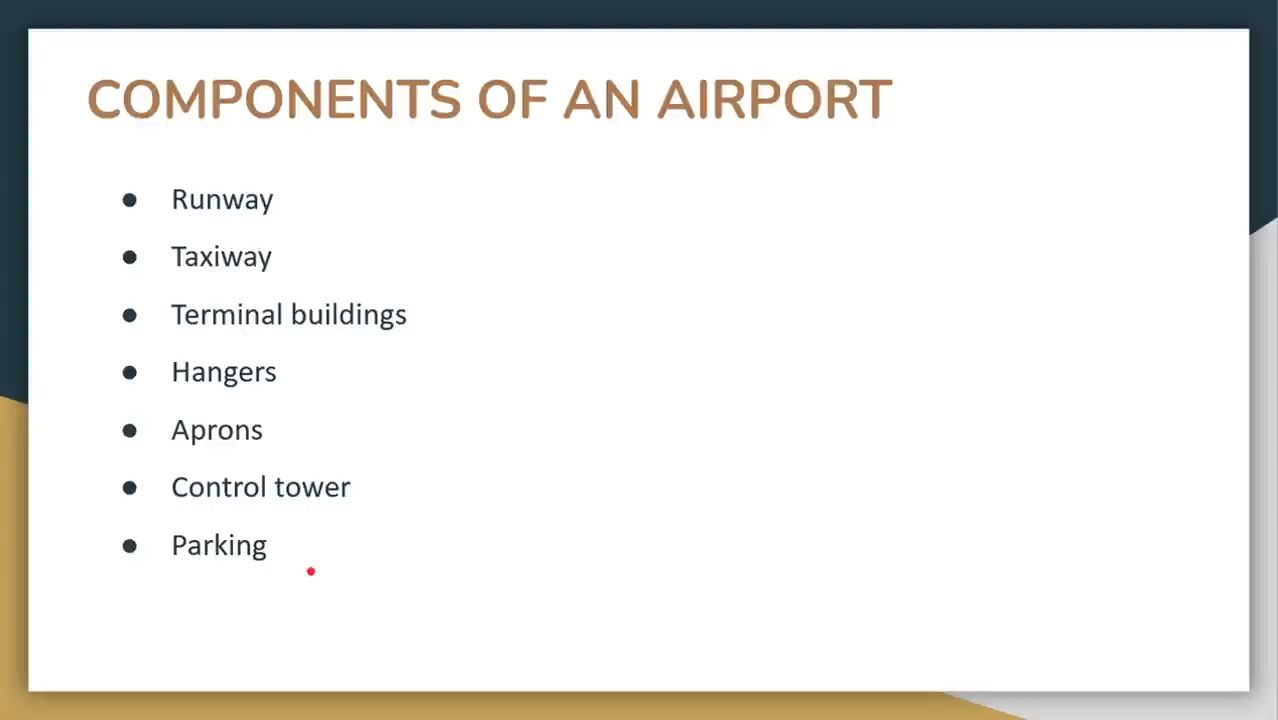 COMPONENTS OF AN AIRPORT
● Runway
● Taxiway
● Terminal buildings
● Hangers
● Aprons
● Control tower
● Parking